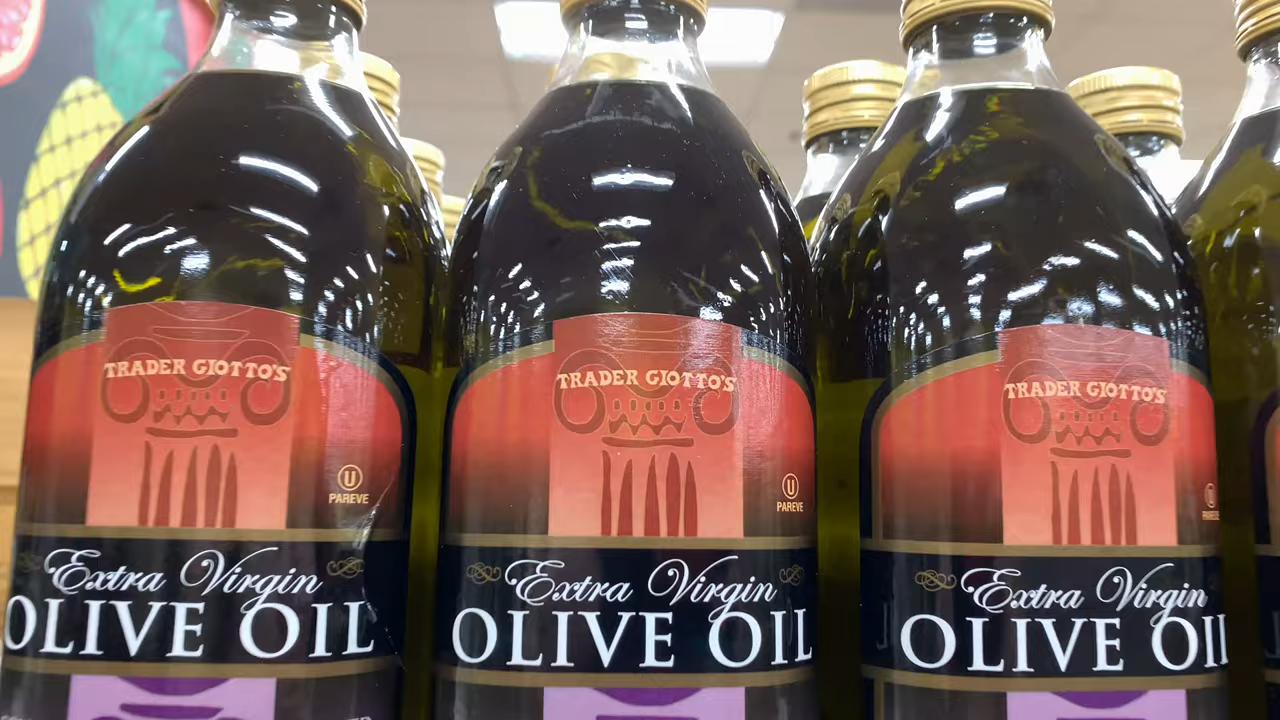 TRADER GIOTTO'S
U
PAREVE
Extra Virgin
OLIVE OIL
TRADER GIOTTO'S
U
PAREVE
Extra Virgin
OLIVE OIL
TRADER GIOTTO'S
U
PAREVE
Extra Virgin
OLIVE OIL